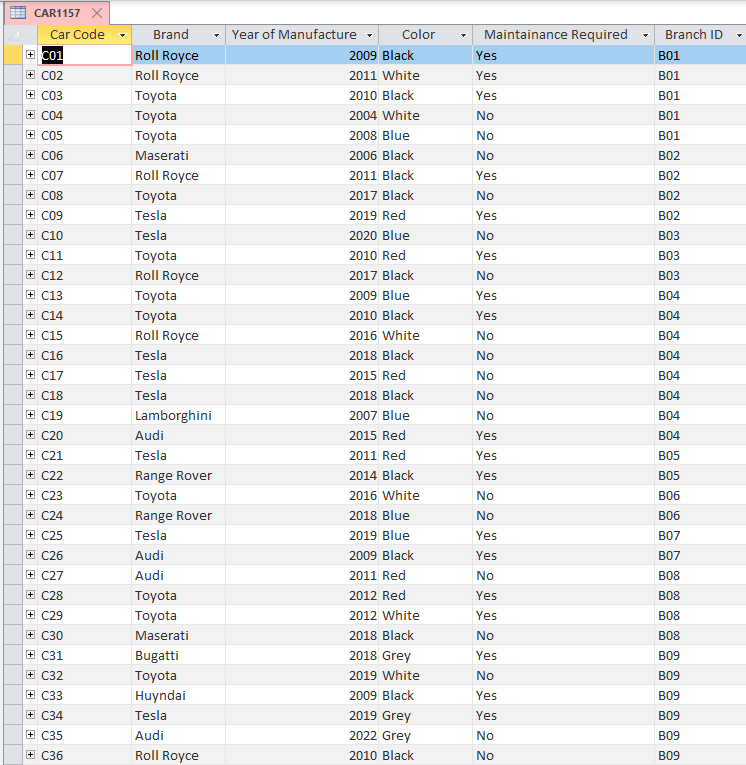 CAR1157
Car Code Brand Year of Manufacture Color Maintainance Required Branch ID
C01 Roll Royce 2009 Black Yes B01
C02 Roll Royce 2011 White Yes B01
C03 Toyota 2010 Black Yes B01
C04 Toyota 2004 White No B01
C05 Toyota 2008 Blue No B01
C06 Maserati 2006 Black No B02
C07 Roll Royce 2011 Black Yes B02
C08 Toyota 2017 Black No B02
C09 Tesla 2019 Red Yes B02
C10 Tesla 2020 Blue No B03
C11 Toyota 2010 Red Yes B03
C12 Roll Royce 2017 Black No B03
C13 Toyota 2009 Blue Yes B04
C14 Toyota 2010 Black Yes B04
C15 Roll Royce 2016 White No B04
C16 Tesla 2018 Black No B04
C17 Tesla 2015 Red No B04
C18 Tesla 2018 Black No B04
C19 Lamborghini 2007 Blue No B04
C20 Audi 2015 Red Yes B04
C21 Tesla 2011 Red Yes B05
C22 Range Rover 2014 Black Yes B05
C23 Toyota 2016 White No B06
C24 Range Rover 2018 Blue No B06
C25 Tesla 2019 Blue Yes B07
C26 Audi 2009 Black Yes B07
C27 Audi 2011 Red No B08
C28 Toyota 2012 Red Yes B08
C29 Toyota 2012 White Yes B08
C30 Maserati 2018 Black No B08
C31 Bugatti 2018 Grey Yes B09
C32 Toyota 2019 White No B09
C33 Huyndai 2009 Black Yes B09
C34 Tesla 2019 Grey Yes B09
C35 Audi 2022 Grey No B09
C36 Roll Royce 2010 Black No B09